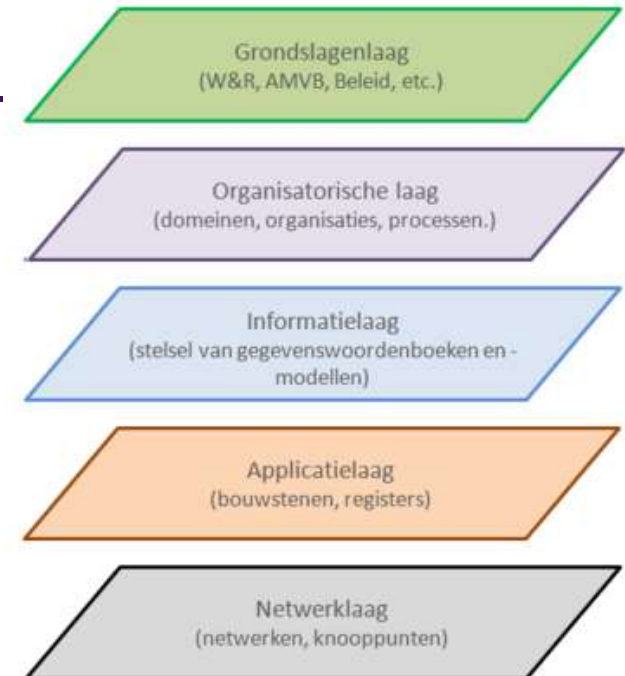 Grondslagenlaag
(W&R, AMVB, Beleid, etc.)
Organisatorische laag
(domeinen, organisaties, processen.)
Informatielaag
(stelsel van gegevenswoordenboeken en -
modellen)
Applicatielaag
(bouwstenen, registers)
Netwerklaag
(netwerken, knooppunten)